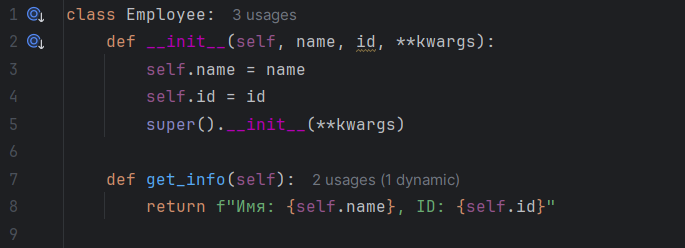 1 class Employee: 3 usages
2 def __init__(self, name, id, **kwargs):
3 self.name = name
4 self.id = id
5 super().__init__(**kwargs)
6
7 def get_info(self): 2 usages (1 dynamic)
8 return f"Имя: {self.name}, ID: {self.id}"
9